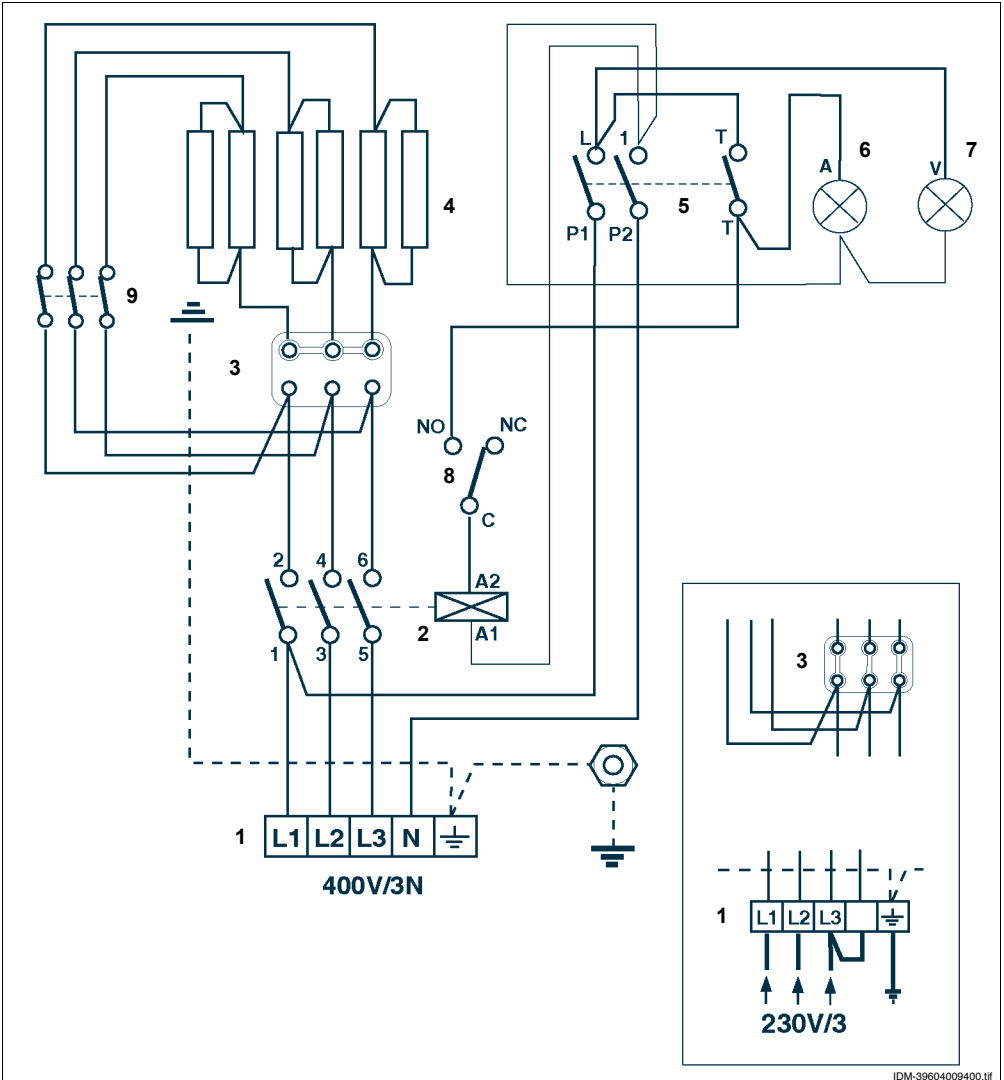 L 1 T
6 7
A V
4
5
P1 P2 T
9
3
NO NC
8
C
2 4 6
A2
2
A1
1 3 5
1 L1 L2 L3 N
400V/3N
3
1 L1 L2 L3
230V/3
IDM-39604009400.tif